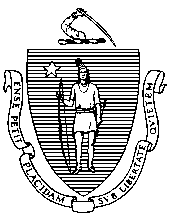 ENSE PETIT
PLACIDAM
SVB LIBERTATE
QVIETEM